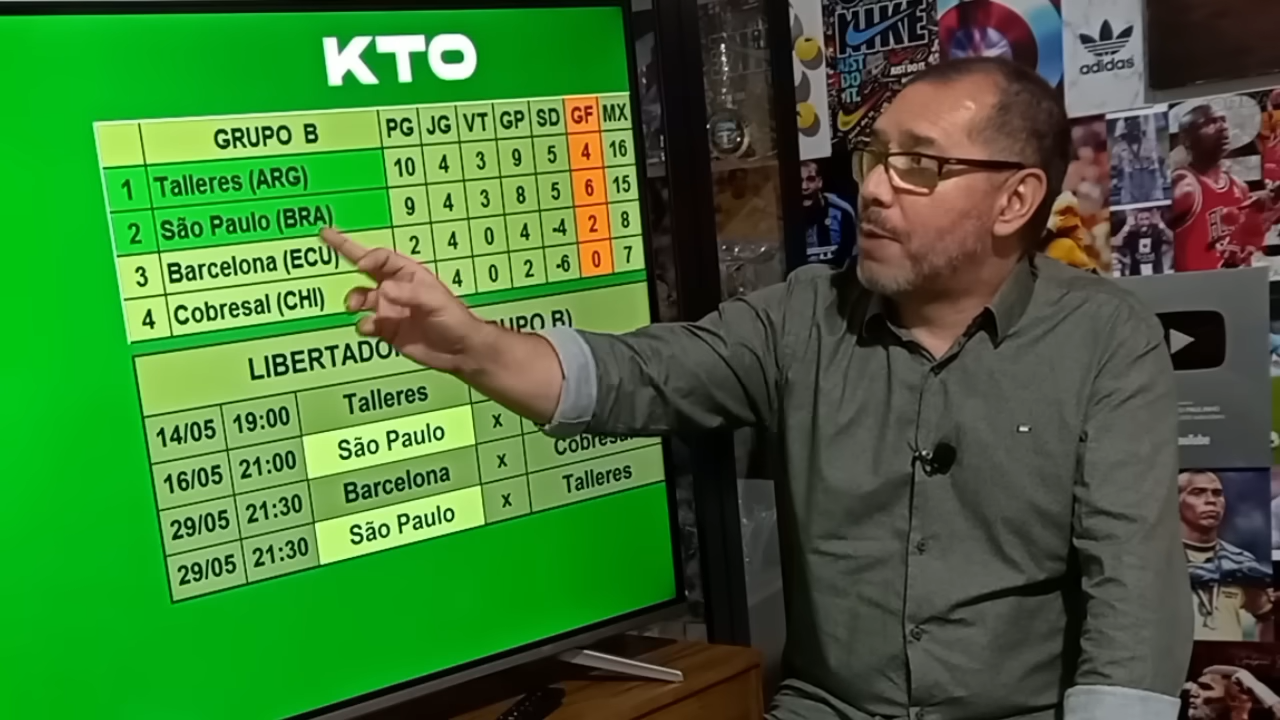 KTO
GRUPO B PG JG VT GP SD GF MX
1 Talleres (ARG) 10 4 3 9 5 4 16
2 São Paulo (BRA) 9 4 3 8 5 6 15
3 Barcelona (ECU) 2 4 0 4 -4 2 8
4 Cobresal (CHI) 4 0 2 -6 0 7
14/05 19:00 Talleres
16/05 21:00 São Paulo x
29/05 21:30 Barcelona x Cobresal
29/05 21:30 São Paulo x Talleres
NIKE
JUST DO IT.
JUST DO IT.
adidas